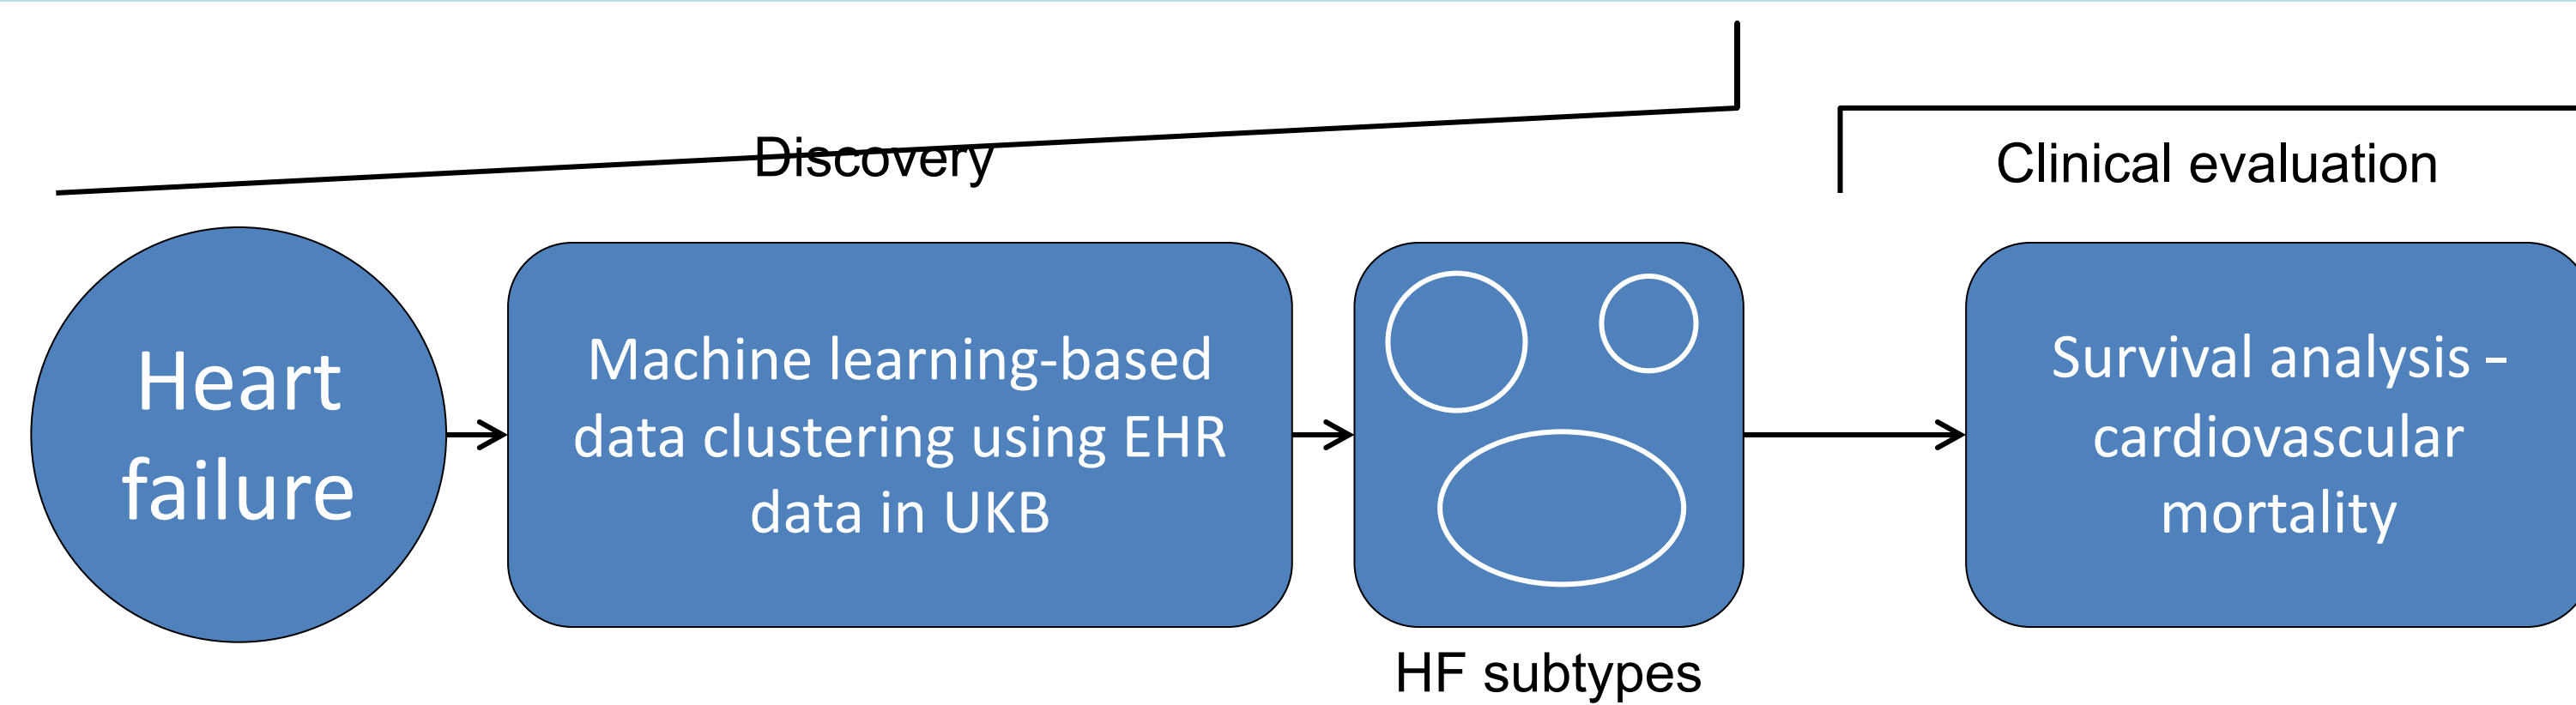 Discovery
Clinical evaluation
Heart
failure
Machine learning-based
data clustering using EHR
data in UKB
Survival analysis –
cardiovascular
mortality
HF subtypes